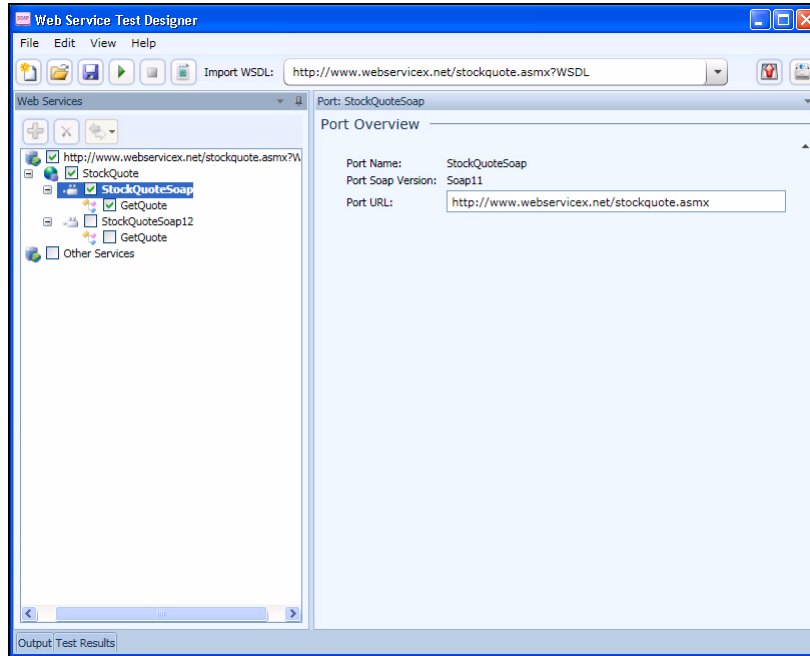 SOAP
Web Service Test Designer
File Edit View Help
Import WSDL: http://www.webservicex.net/stockquote.asmx?WSDL
Web Services
Port: StockQuoteSoap
Port Overview
http://www.webservicex.net/stockquote.asmx?W
StockQuote
StockQuoteSoap
GetQuote
StockQuoteSoap12
GetQuote
Other Services
Port Name: StockQuoteSoap
Port Soap Version: Soap11
Port URL: http://www.webservicex.net/stockquote.asmx
Output Test Results